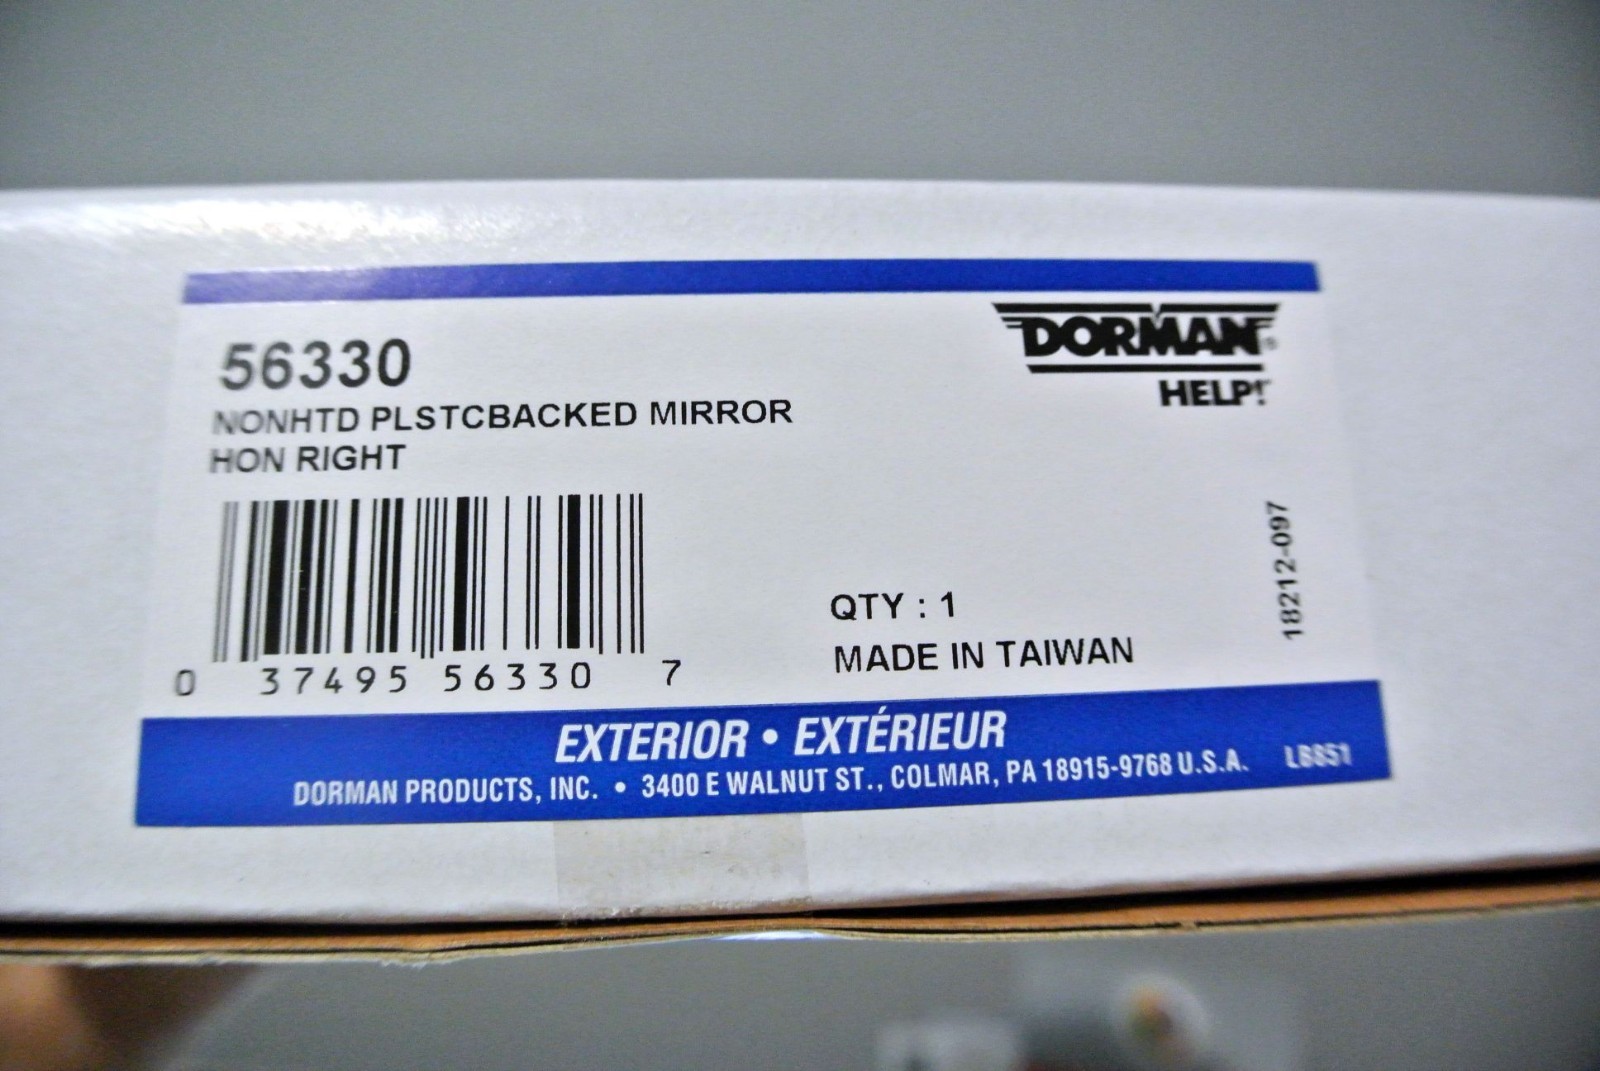 56330
NONHTD PLSTCBACKED MIRROR
HON RIGHT
DORMAN®
HELP!
0 37495 56330 7
QTY : 1
MADE IN TAIWAN
18212-097
EXTERIOR • EXTÉRIEUR
DORMAN PRODUCTS, INC. • 3400 E WALNUT ST., COLMAR, PA 18915-9768 U.S.A. LB851